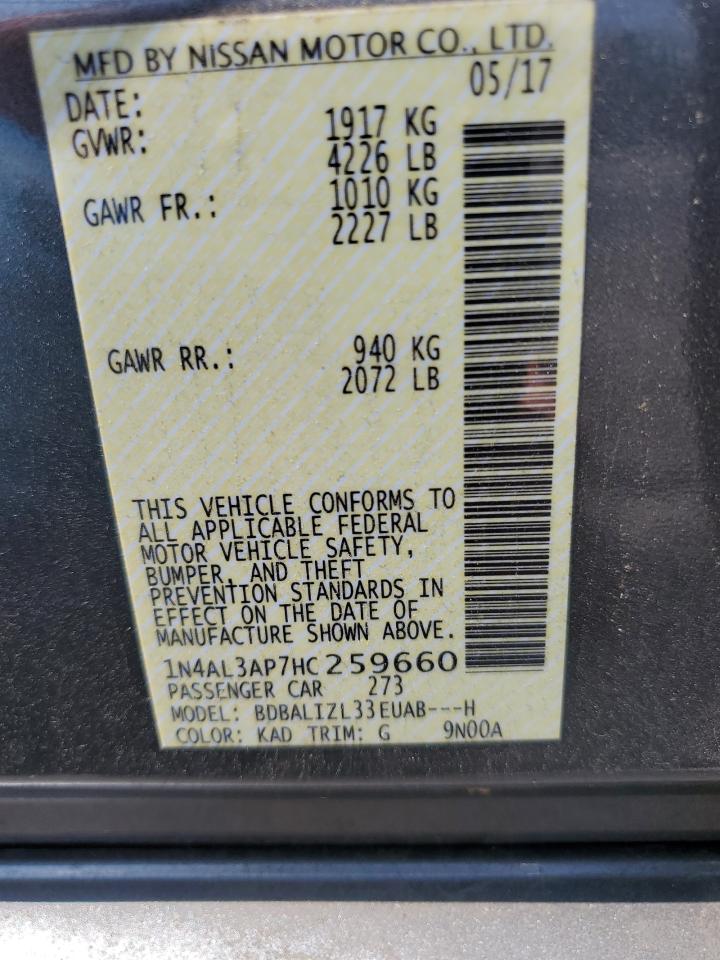 MFD BY NISSAN MOTOR CO., LTD.
DATE: 05/17
GVWR: 1917 KG
4226 LB
GAWR FR.: 1010 KG
2227 LB
GAWR RR.: 940 KG
2072 LB
THIS VEHICLE CONFORMS TO
ALL APPLICABLE FEDERAL
MOTOR VEHICLE SAFETY,
BUMPER, AND THEFT
PREVENTION STANDARDS IN
EFFECT ON THE DATE OF
MANUFACTURE SHOWN ABOVE.
1N4AL3AP7HC259660
PASSENGER CAR 273
MODEL: BDBALIZL33EUAB---H
COLOR: KAD TRIM: G 9N00A